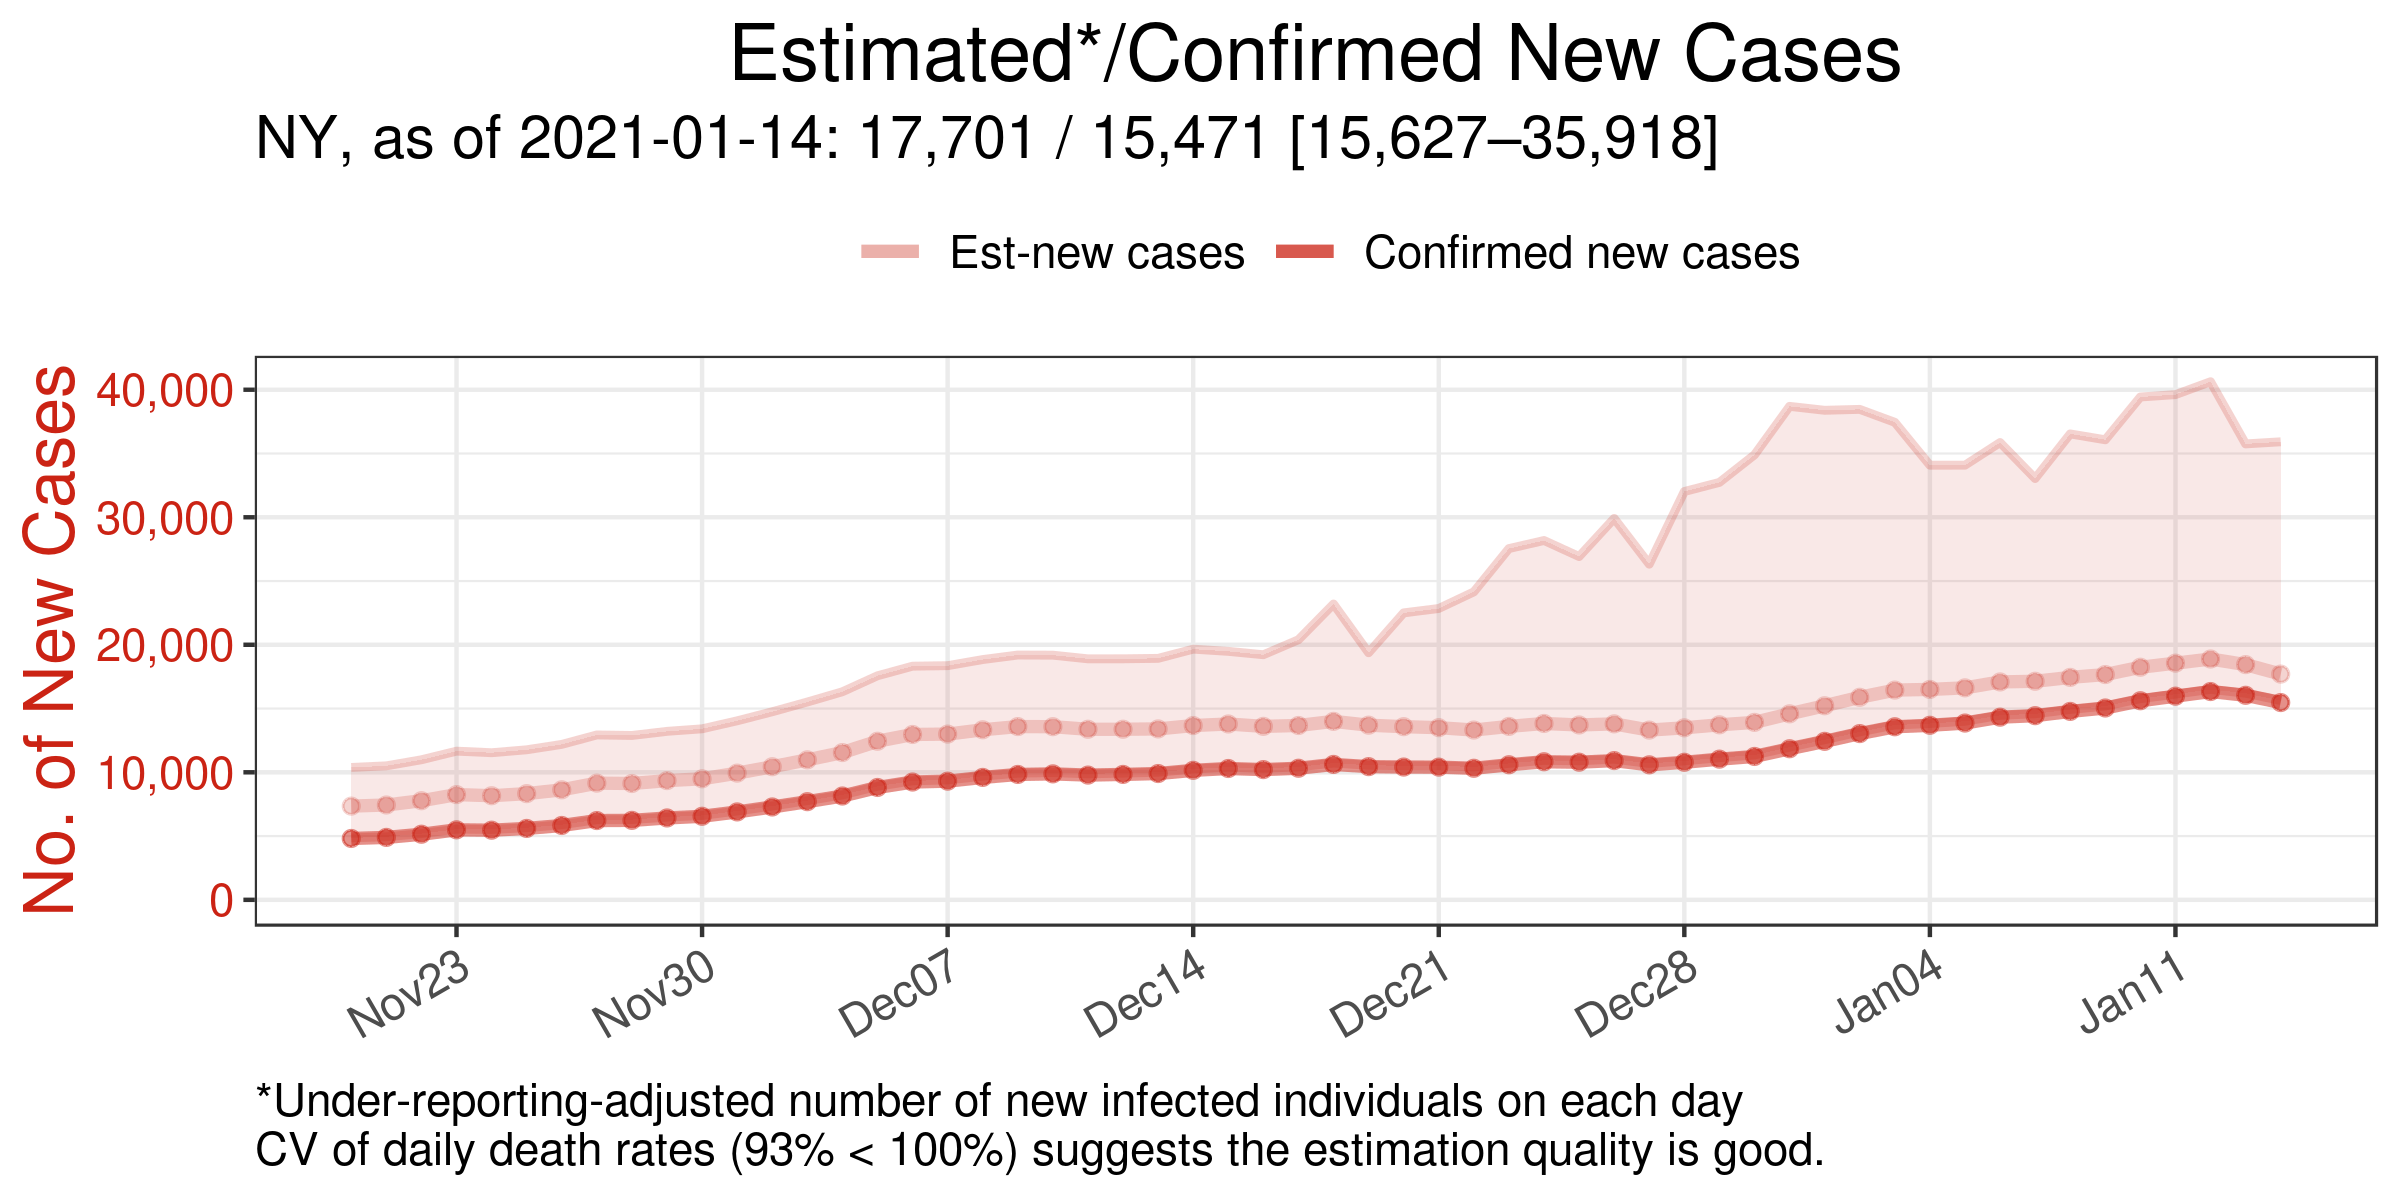 Estimated*/Confirmed New Cases
NY, as of 2021-01-14: 17,701 / 15,471 [15,627–35,918]
Est-new cases Confirmed new cases
No. of New Cases
40,000
30,000
20,000
10,000
0
Nov23 Nov30 Dec07 Dec14 Dec21 Dec28 Jan04 Jan11
*Under-reporting-adjusted number of new infected individuals on each day
CV of daily death rates (93% < 100%) suggests the estimation quality is good.